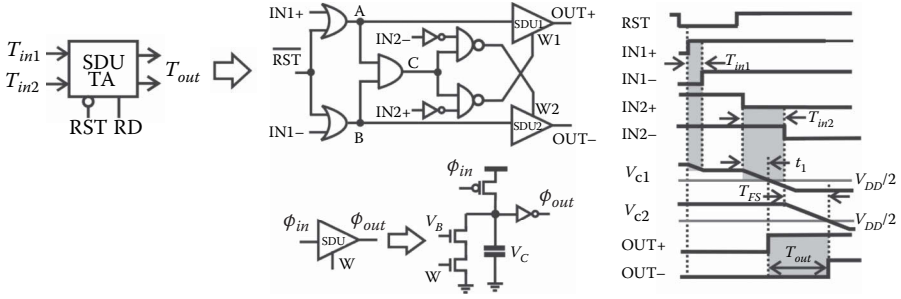 T_in1
T_in2
SDU
TA
T_out
RST RD
IN1+
A
SDU1
OUT+
IN2−
W1
RST
C
IN2+
W2
IN1−
B
SDU2
OUT−
ϕ_in
ϕ_out
ϕ_in
SDU
ϕ_out
W
V_B
W
V_C
RST
IN1+
T_in1
IN1−
IN2+
T_in2
IN2−
t_1
V_c1
V_DD/2
T_FS
V_c2
V_DD/2
OUT+
T_out
OUT−